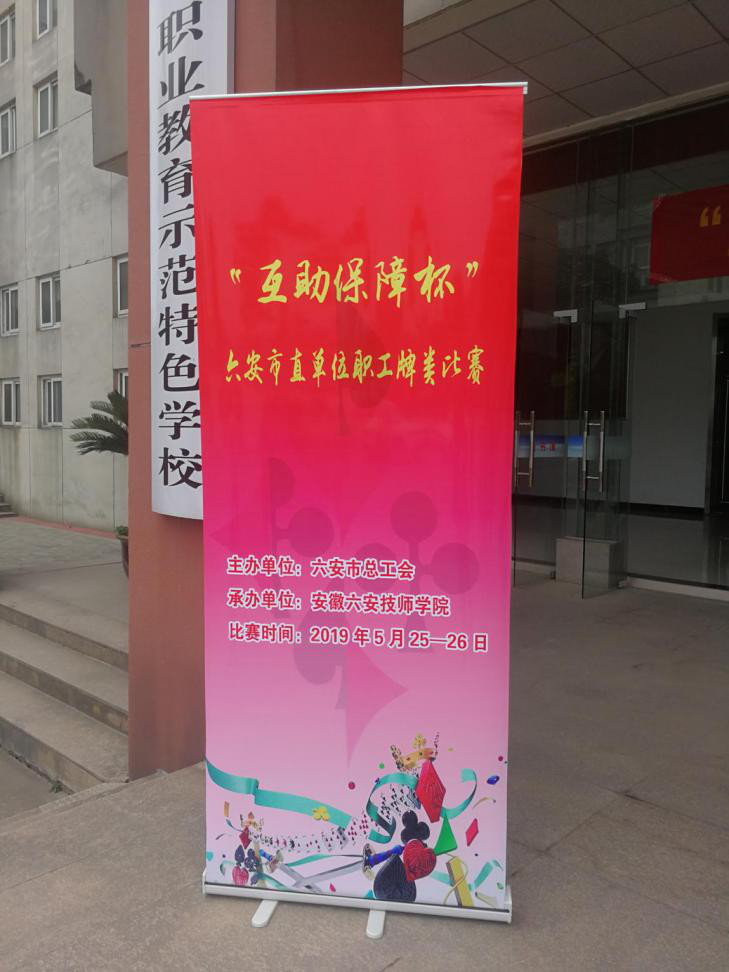 职业教育示范特色学校
“互助保障杯”
六安市直单位职工牌类比赛
主办单位：六安市总工会
承办单位：安徽六安技师学院
比赛时间：2019年5月25—26日
“